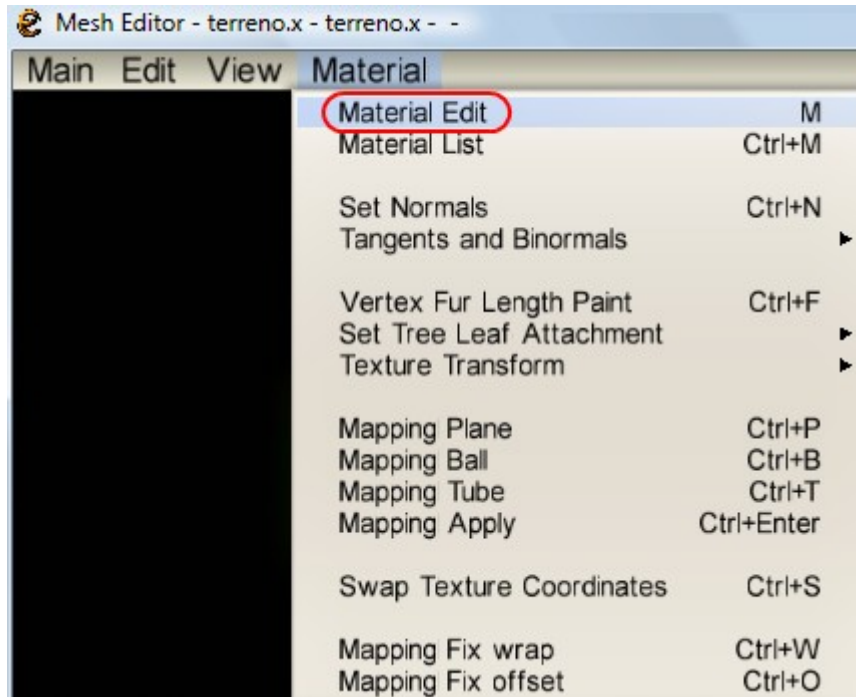 Mesh Editor - terreno.x - terreno.x - -
Main Edit View Material
Material Edit M
Material List Ctrl+M
Set Normals Ctrl+N
Tangents and Binormals
Vertex Fur Length Paint Ctrl+F
Set Tree Leaf Attachment
Texture Transform
Mapping Plane Ctrl+P
Mapping Ball Ctrl+B
Mapping Tube Ctrl+T
Mapping Apply Ctrl+Enter
Swap Texture Coordinates Ctrl+S
Mapping Fix wrap Ctrl+W
Mapping Fix offset Ctrl+O